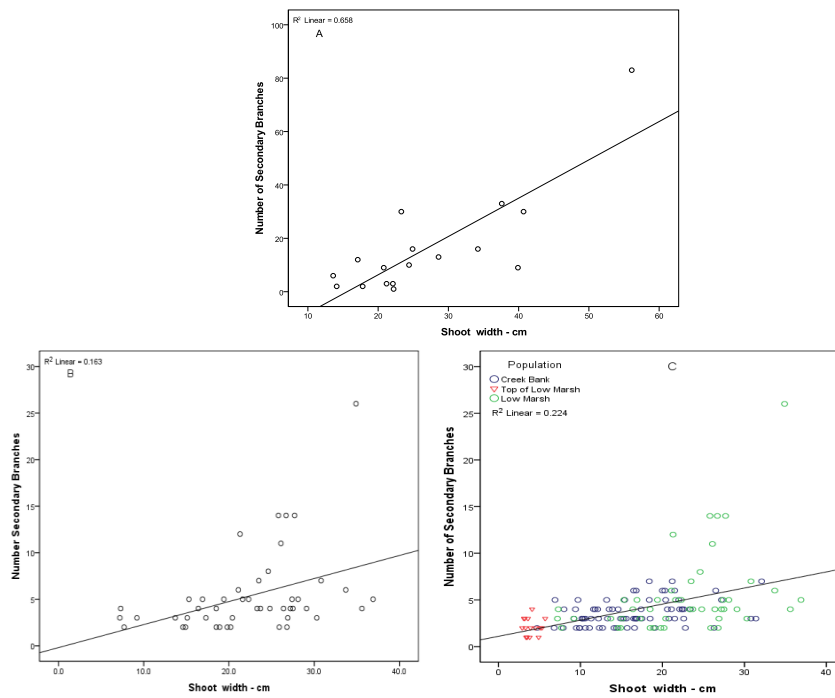 R² Linear = 0.658
A
Number of Secondary Branches
100
80
60
40
20
0
10 20 30 40 50 60
Shoot width - cm
R² Linear = 0.163
B
Number Secondary Branches
30
25
20
15
10
5
0
0.0 10.0 20.0 30.0 40.0
Shoot width - cm
Population
C
Creek Bank
Top of Low Marsh
Low Marsh
R² Linear = 0.224
Number of Secondary Branches
30
25
20
15
10
5
0
0 10 20 30 40
Shoot width - cm